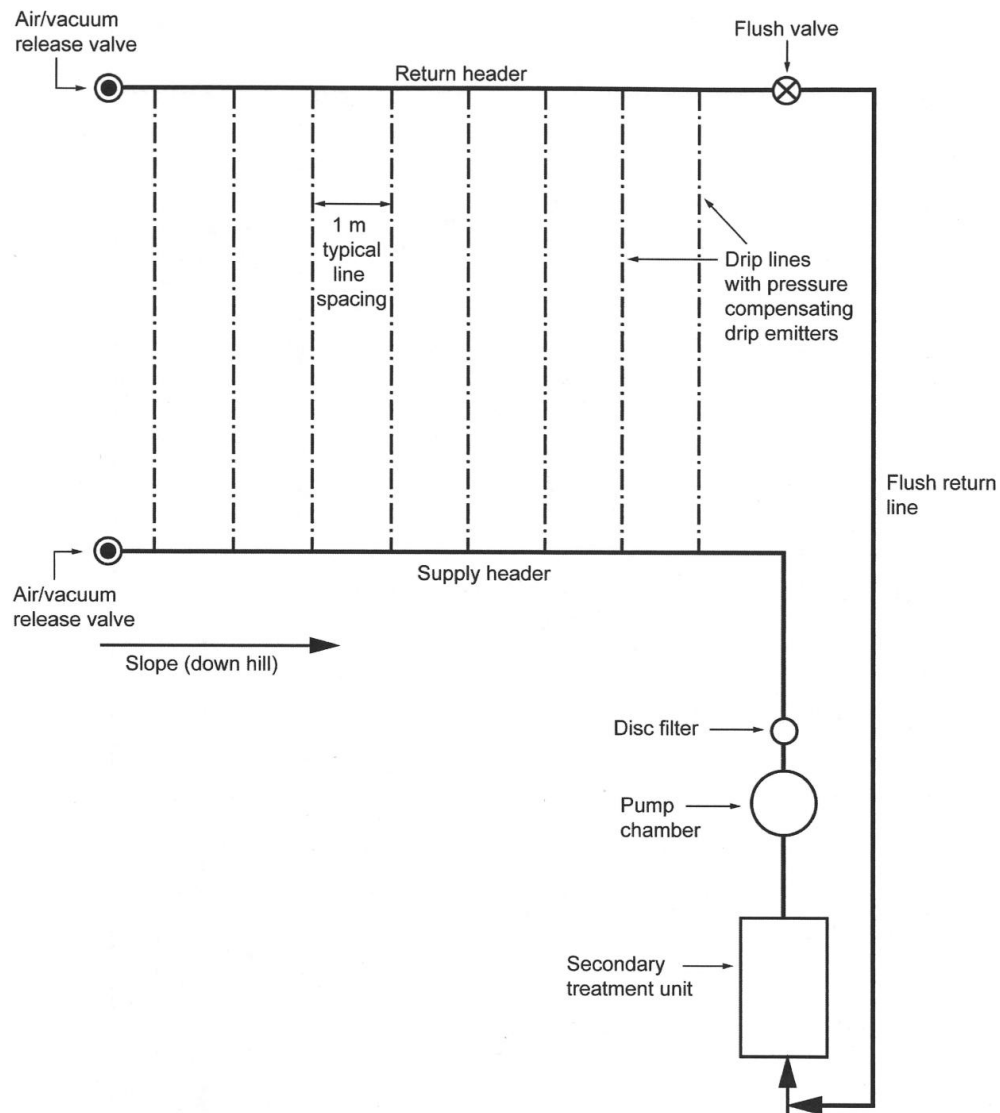 Air/vacuum
release valve
Flush valve
Return header
1 m
typical
line
spacing
Drip lines
with pressure
compensating
drip emitters
Flush return
line
Supply header
Air/vacuum
release valve
Slope (down hill)
Disc filter
Pump
chamber
Secondary
treatment unit